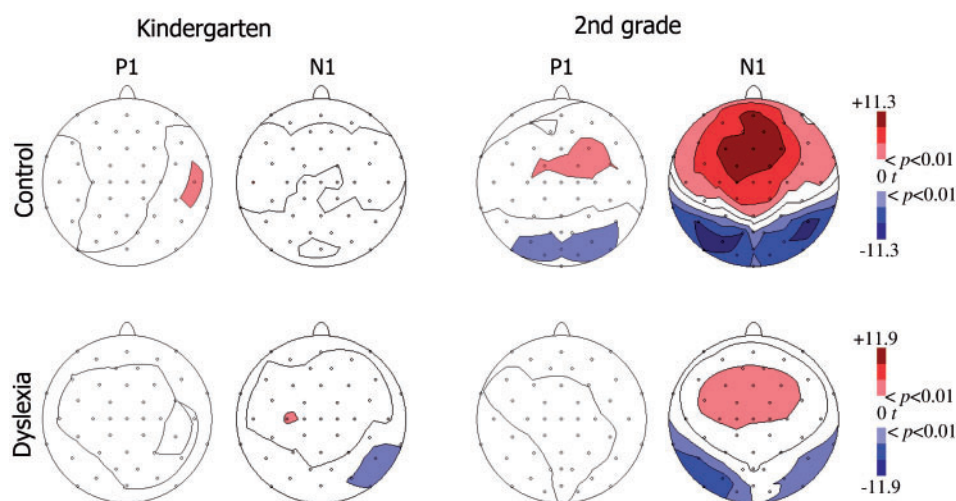 Kindergarten 2nd grade
P1 N1 P1 N1
Control
+11.3
< p<0.01
0 t
< p<0.01
-11.3
Dyslexia
+11.9
< p<0.01
0 t
< p<0.01
-11.9